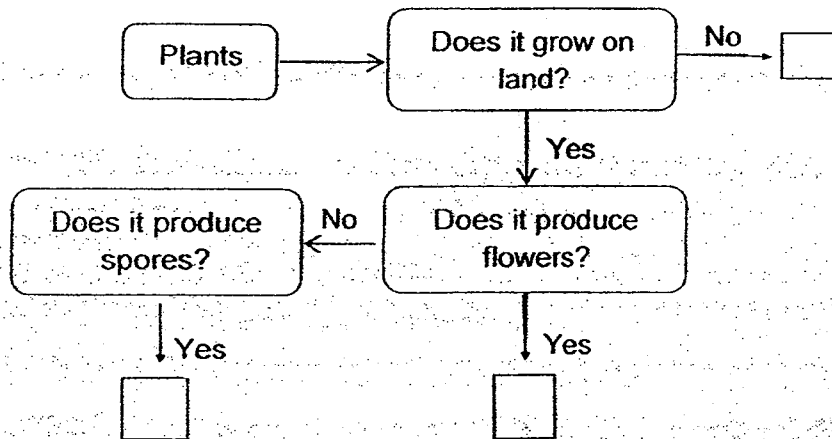 Plants
Does it grow on
land?
No
Yes
Does it produce
spores?
No
Does it produce
flowers?
Yes
Yes